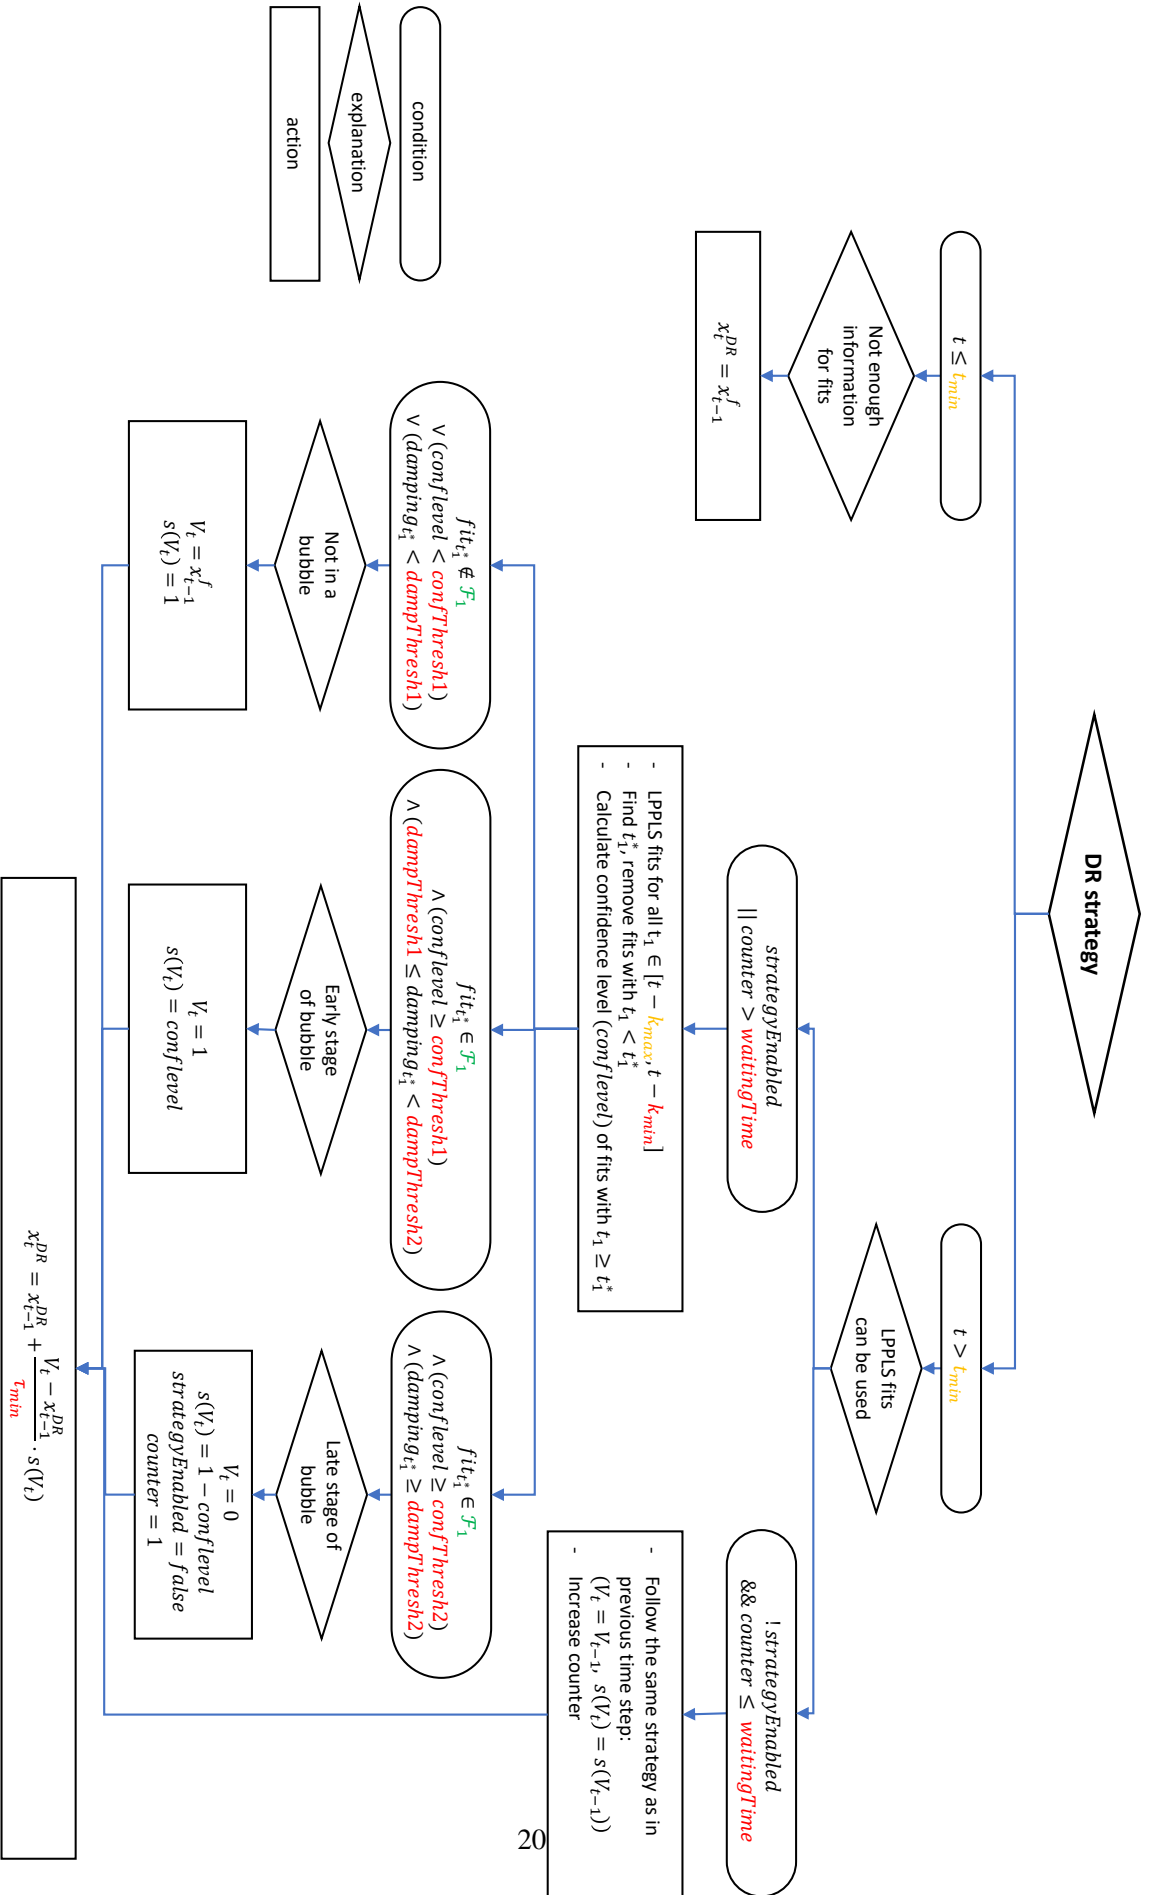 DR strategy
t ≤ t_min
Not enough
information
for fits
x_t^{DR} = x_{t−1}^f
t > t_min
LPPLS fits
can be used
strategyEnabled
|| counter > waitingTime
! strategyEnabled
&& counter ≤ waitingTime
- LPPLS fits for all t_1 ∈ [t − k_max, t − k_min]
- Find t_1^*, remove fits with t_1 < t_1^*
- Calculate confidence level (conflevel) of fits with t_1 ≥ t_1^*
- Follow the same strategy as in
previous time step:
(V_t = V_{t−1}, s(V_t) = s(V_{t−1}))
- Increase counter
fit_{t_1^*} ∉ ℱ_1
∨ (conflevel < confThresh1)
∨ (damping_{t_1^*} < dampThresh1)
Not in a
bubble
V_t = x_{t−1}^f
s(V_t) = 1
fit_{t_1^*} ∈ ℱ_1
∧ (conflevel ≥ confThresh1)
∧ (dampThresh1 ≤ damping_{t_1^*} < dampThresh2)
Early stage
of bubble
V_t = 1
s(V_t) = conflevel
fit_{t_1^*} ∈ ℱ_1
∧ (conflevel ≥ confThresh2)
∧ (damping_{t_1^*} ≥ dampThresh2)
Late stage of
bubble
V_t = 0
s(V_t) = 1 − conflevel
strategyEnabled = false
counter = 1
x_t^{DR} = x_{t−1}^{DR} + \frac{V_t − x_{t−1}^{DR}}{τ_min} · s(V_t)
condition
explanation
action
20